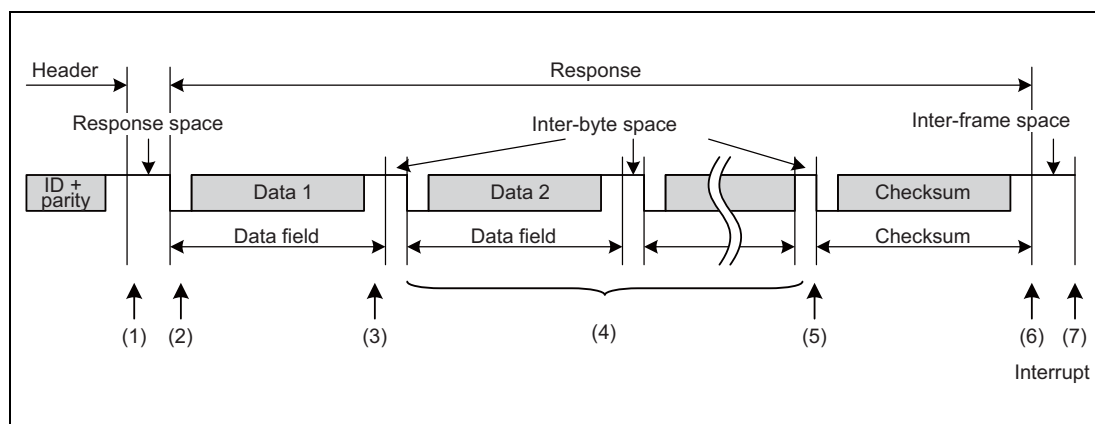 Header
Response
Response space
Inter-byte space
Inter-frame space
ID +
parity
Data 1
Data 2
Checksum
Data field
Data field
Checksum
(1)
(2)
(3)
(4)
(5)
(6)
(7)
Interrupt